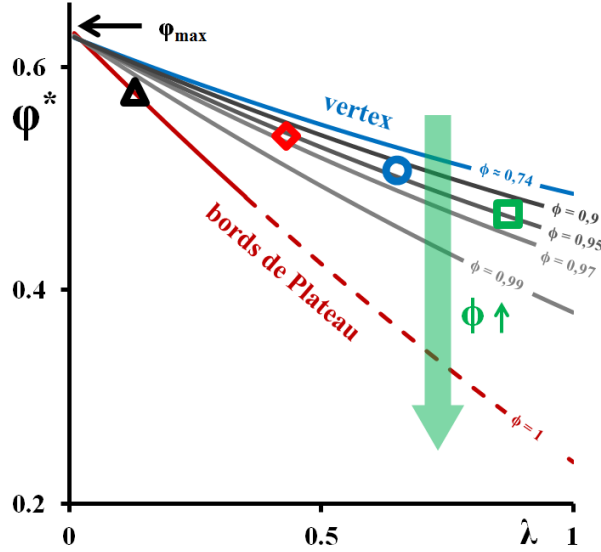 φmax
0.6
φ*
vertex
ϕ ≈ 0,74
ϕ = 0,9
ϕ = 0,95
ϕ = 0,97
ϕ = 0,99
bords de Plateau
0.4
ϕ ↑
ϕ = 1
0.2
0
0.5
λ
1